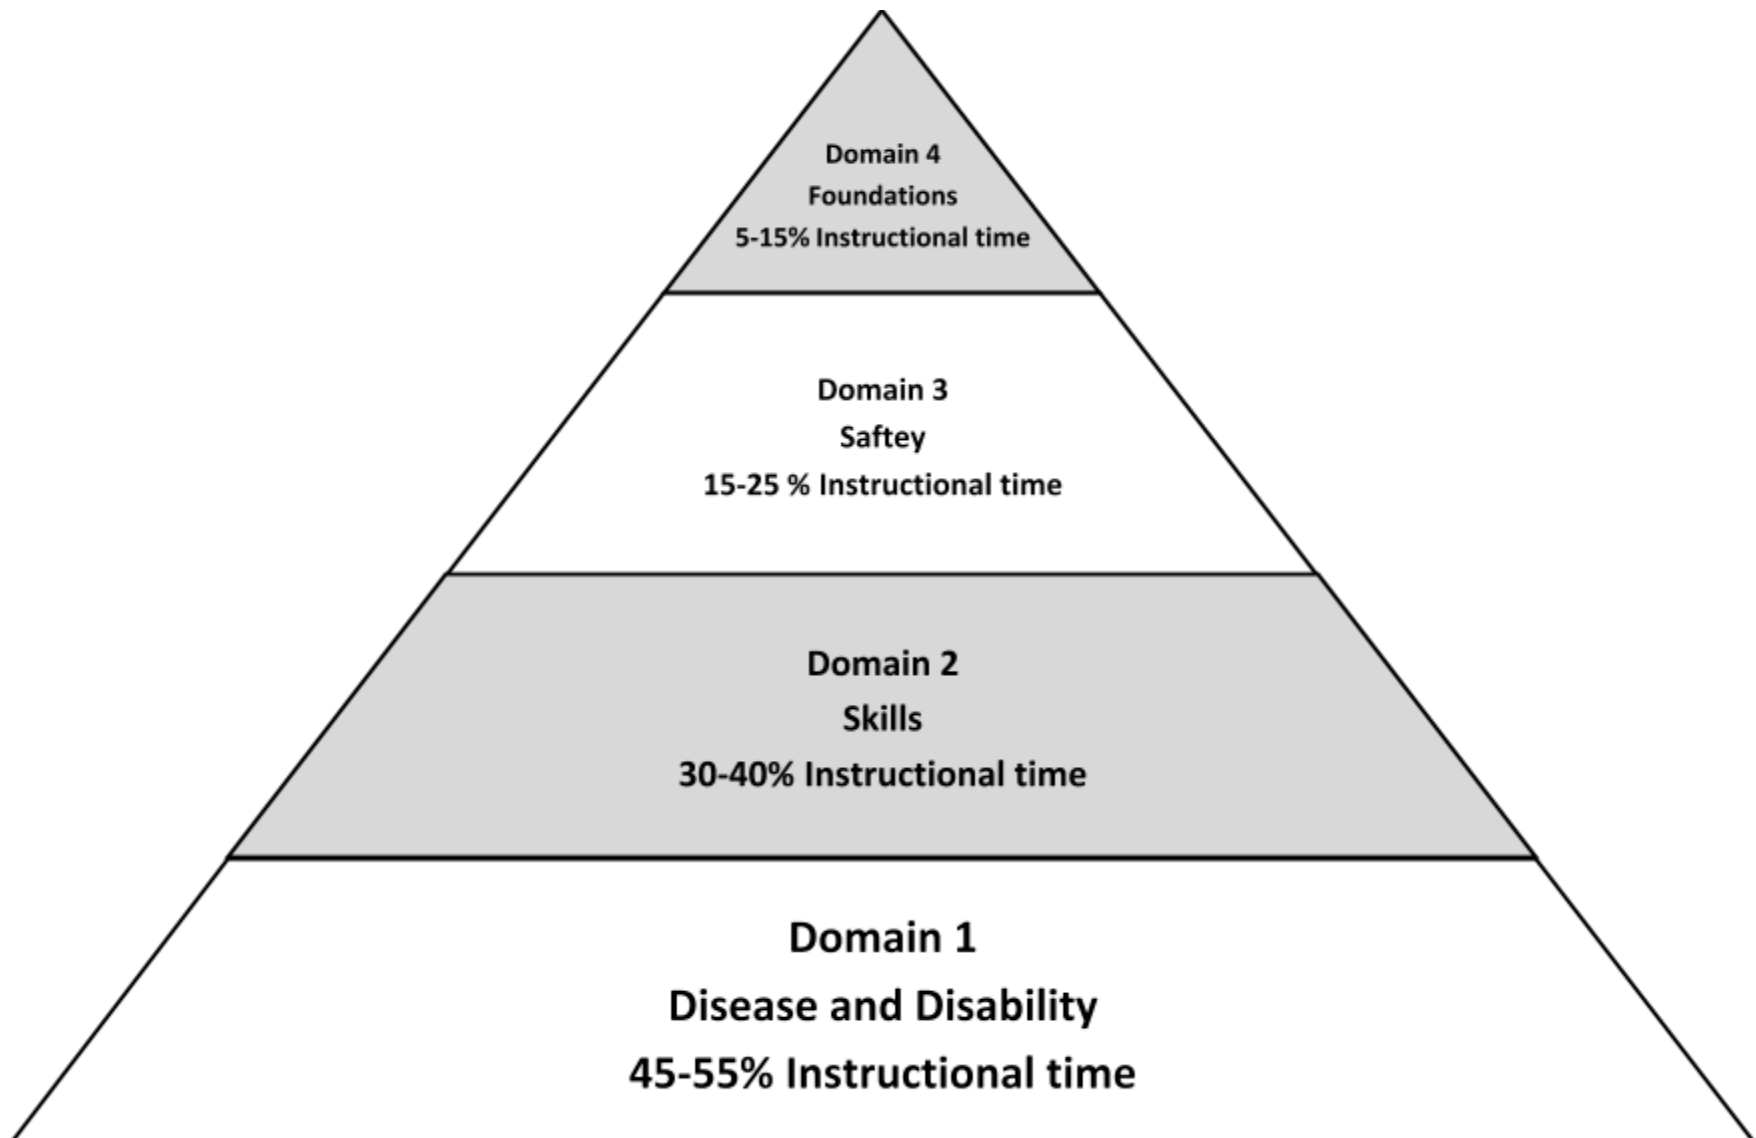 Domain 4
Foundations
5-15% Instructional time
Domain 3
Saftey
15-25 % Instructional time
Domain 2
Skills
30-40% Instructional time
Domain 1
Disease and Disability
45-55% Instructional time